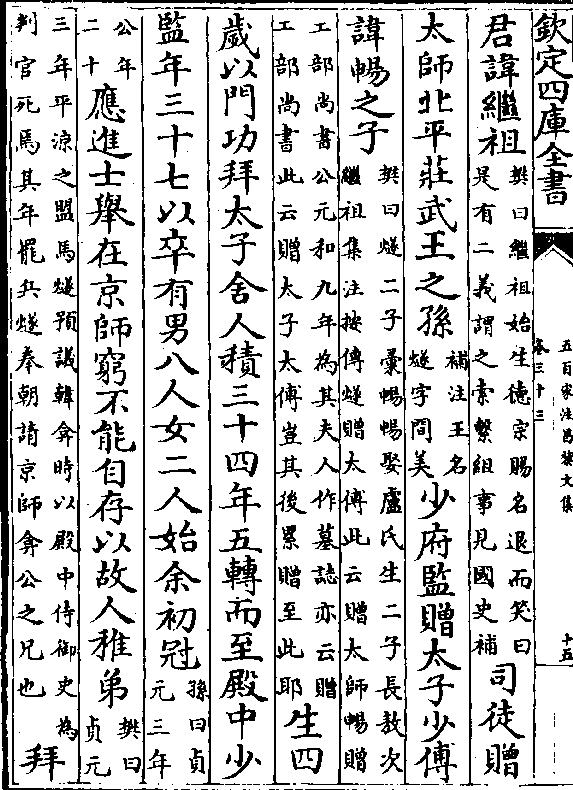 欽定四庫全書
五百家注昌黎文集
卷三十三
十五
君諱繼祖樊曰繼祖始生德宗賜名退而笑曰
是有二義謂之索繫組事見國史補司徒贈
太師北平莊武王之孫補注王名
燧字問美少府監贈太子少傅
諱暢之子樊曰燧二子彙暢暢娶盧氏生二子長敖次
繼祖集注按傳燧贈太傅此云贈太師暢贈
工部尚書公元和九年為其夫人作墓誌亦云贈
工部尚書此云贈太子太傅豈其後累贈至此耶生四
歲以門功拜太子舍人積三十四年五轉而至殿中少
監年三十七以卒有男八人女二人始余初冠孫曰貞
元三年
公年
二十應進士舉在京師窮不能自存以故人稚弟樊曰
貞元
三年平涼之盟馬燧預議韓弇時以殿中侍御史為
判官死焉其年罷兵燧奉朝請京師弇公之兄也拜